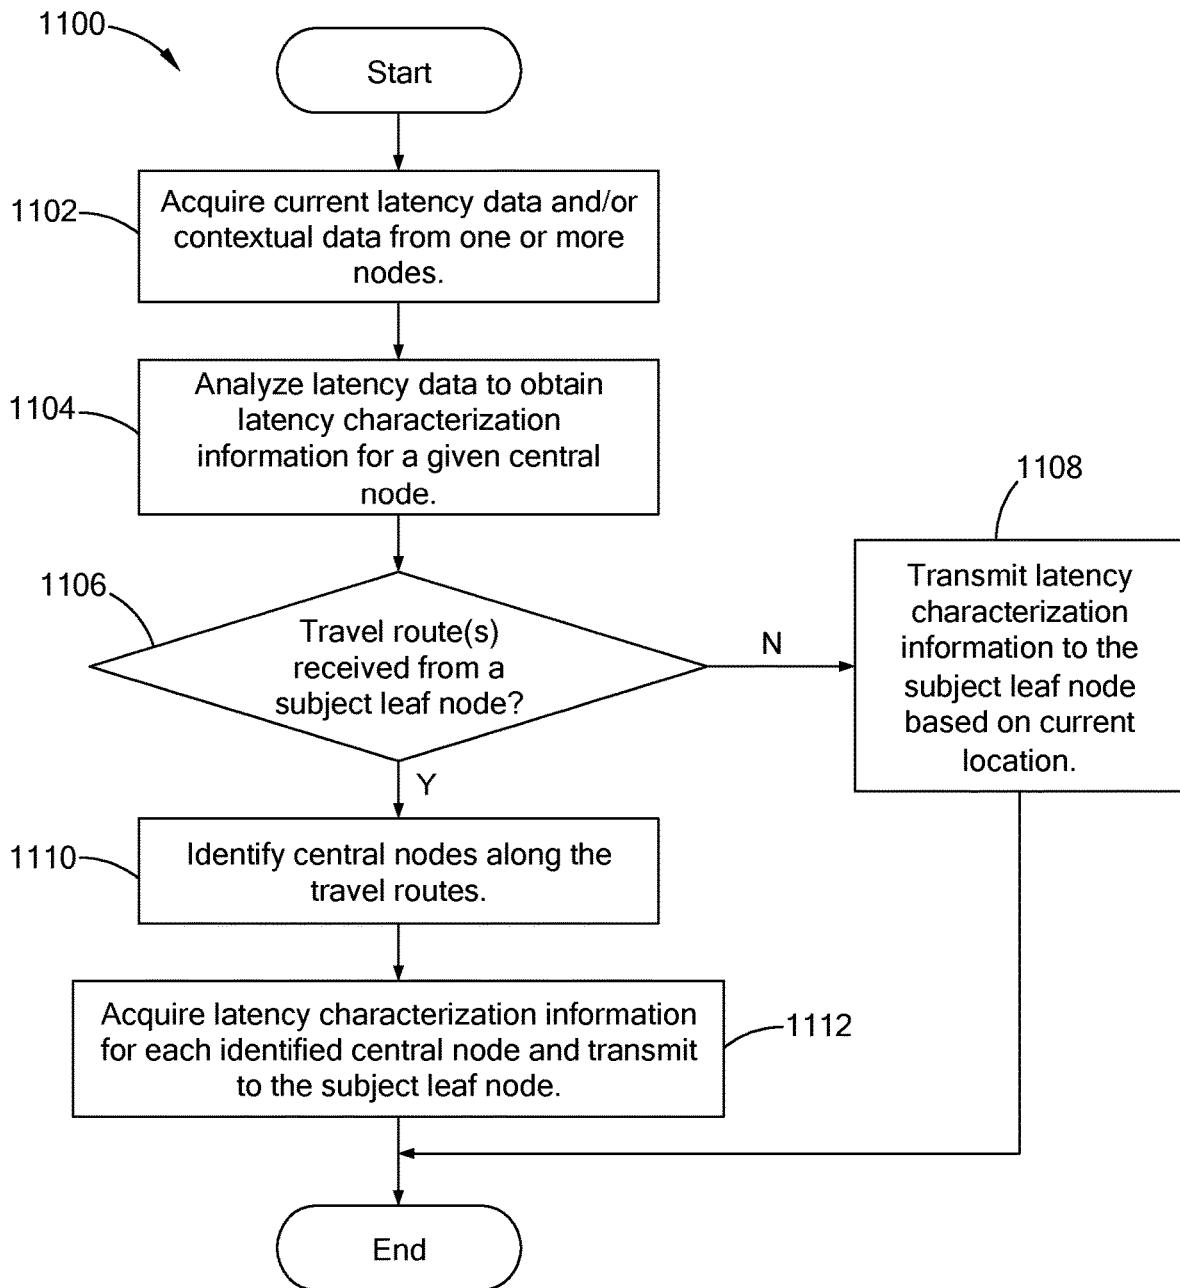 1100
Start
1102
Acquire current latency data and/or
contextual data from one or more
nodes.
1104
Analyze latency data to obtain
latency characterization
information for a given central
node.
1106
Travel route(s)
received from a
subject leaf node?
N
1108
Transmit latency
characterization
information to the
subject leaf node
based on current
location.
Y
1110
Identify central nodes along the
travel routes.
Acquire latency characterization information
for each identified central node and transmit
to the subject leaf node.
1112
End